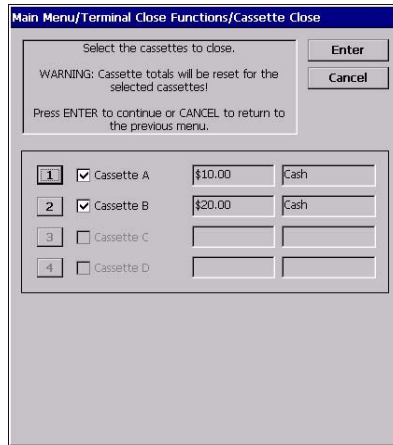 Main Menu/Terminal Close Functions/Cassette Close
Select the cassettes to close.
WARNING: Cassette totals will be reset for the
selected cassettes!
Press ENTER to continue or CANCEL to return to
the previous menu.
Enter
Cancel
1 Cassette A $10.00 Cash
2 Cassette B $20.00 Cash
3 Cassette C
4 Cassette D